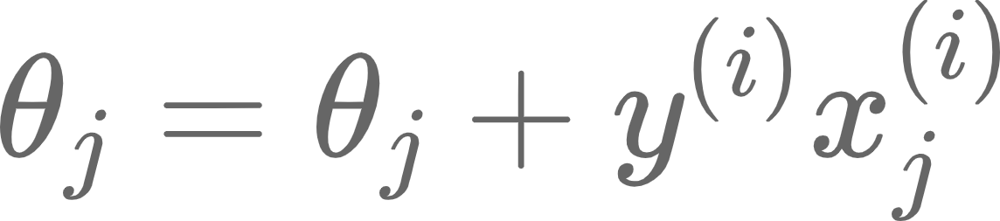 θ_j = θ_j + y^{(i)} x_j^{(i)}